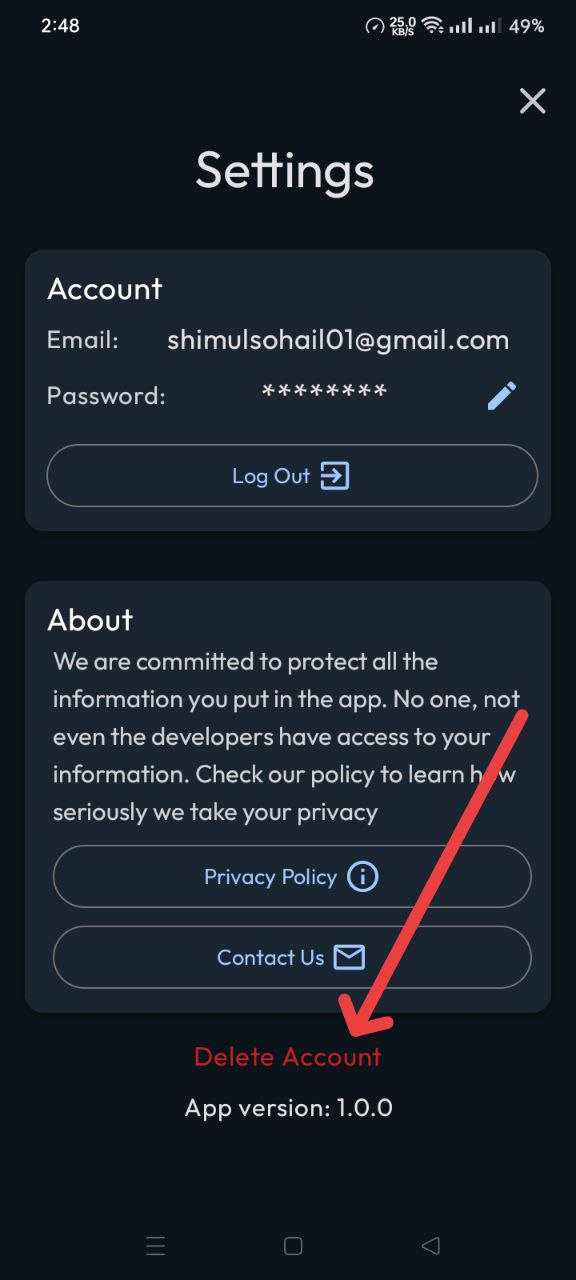 2:48
25.0
KB/S
49%
Settings
Account
Email: shimulsohail01@gmail.com
Password: ********
Log Out
About
We are committed to protect all the
information you put in the app. No one, not
even the developers have access to your
information. Check our policy to learn how
seriously we take your privacy
Privacy Policy
Contact Us
Delete Account
App version: 1.0.0